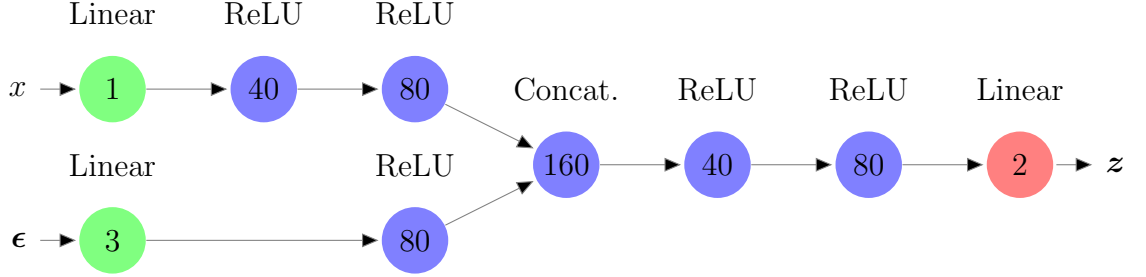 Linear ReLU ReLU
x 1 40 80
Concat. ReLU ReLU Linear
160 40 80 2 z
Linear ReLU
ϵ 3 80